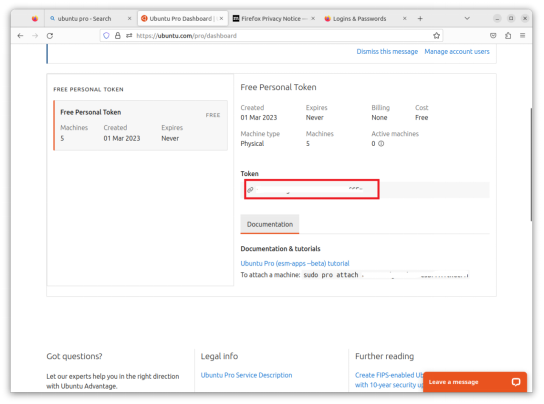 ubuntu pro - Search
Ubuntu Pro Dashboard |
Firefox Privacy Notice —
Logins & Passwords
https://ubuntu.com/pro/dashboard
Dismiss this message Manage account users
FREE PERSONAL TOKEN
Free Personal Token FREE
Machines Created Expires
5 01 Mar 2023 Never
Free Personal Token
Created Expires Billing Cost
01 Mar 2023 Never None Free
Machine type Machines Active machines
Physical 5 0
Token
Documentation
Documentation & tutorials
Ubuntu Pro (esm-apps --beta) tutorial
To attach a machine: sudo pro attach
Got questions?
Let our experts help you in the right direction
with Ubuntu Advantage.
Legal info
Ubuntu Pro Service Description
Further reading
Create FIPS-enabled Ub
with 10-year security up
Leave a message